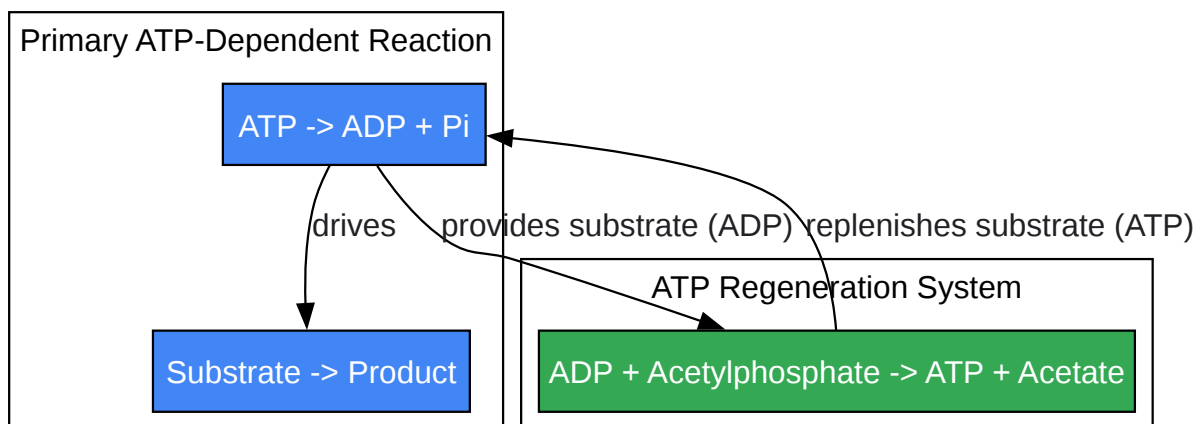 Primary ATP-Dependent Reaction
ATP -> ADP + Pi
drives
provides substrate (ADP)
replenishes substrate (ATP)
ATP Regeneration System
Substrate -> Product
ADP + Acetylphosphate -> ATP + Acetate